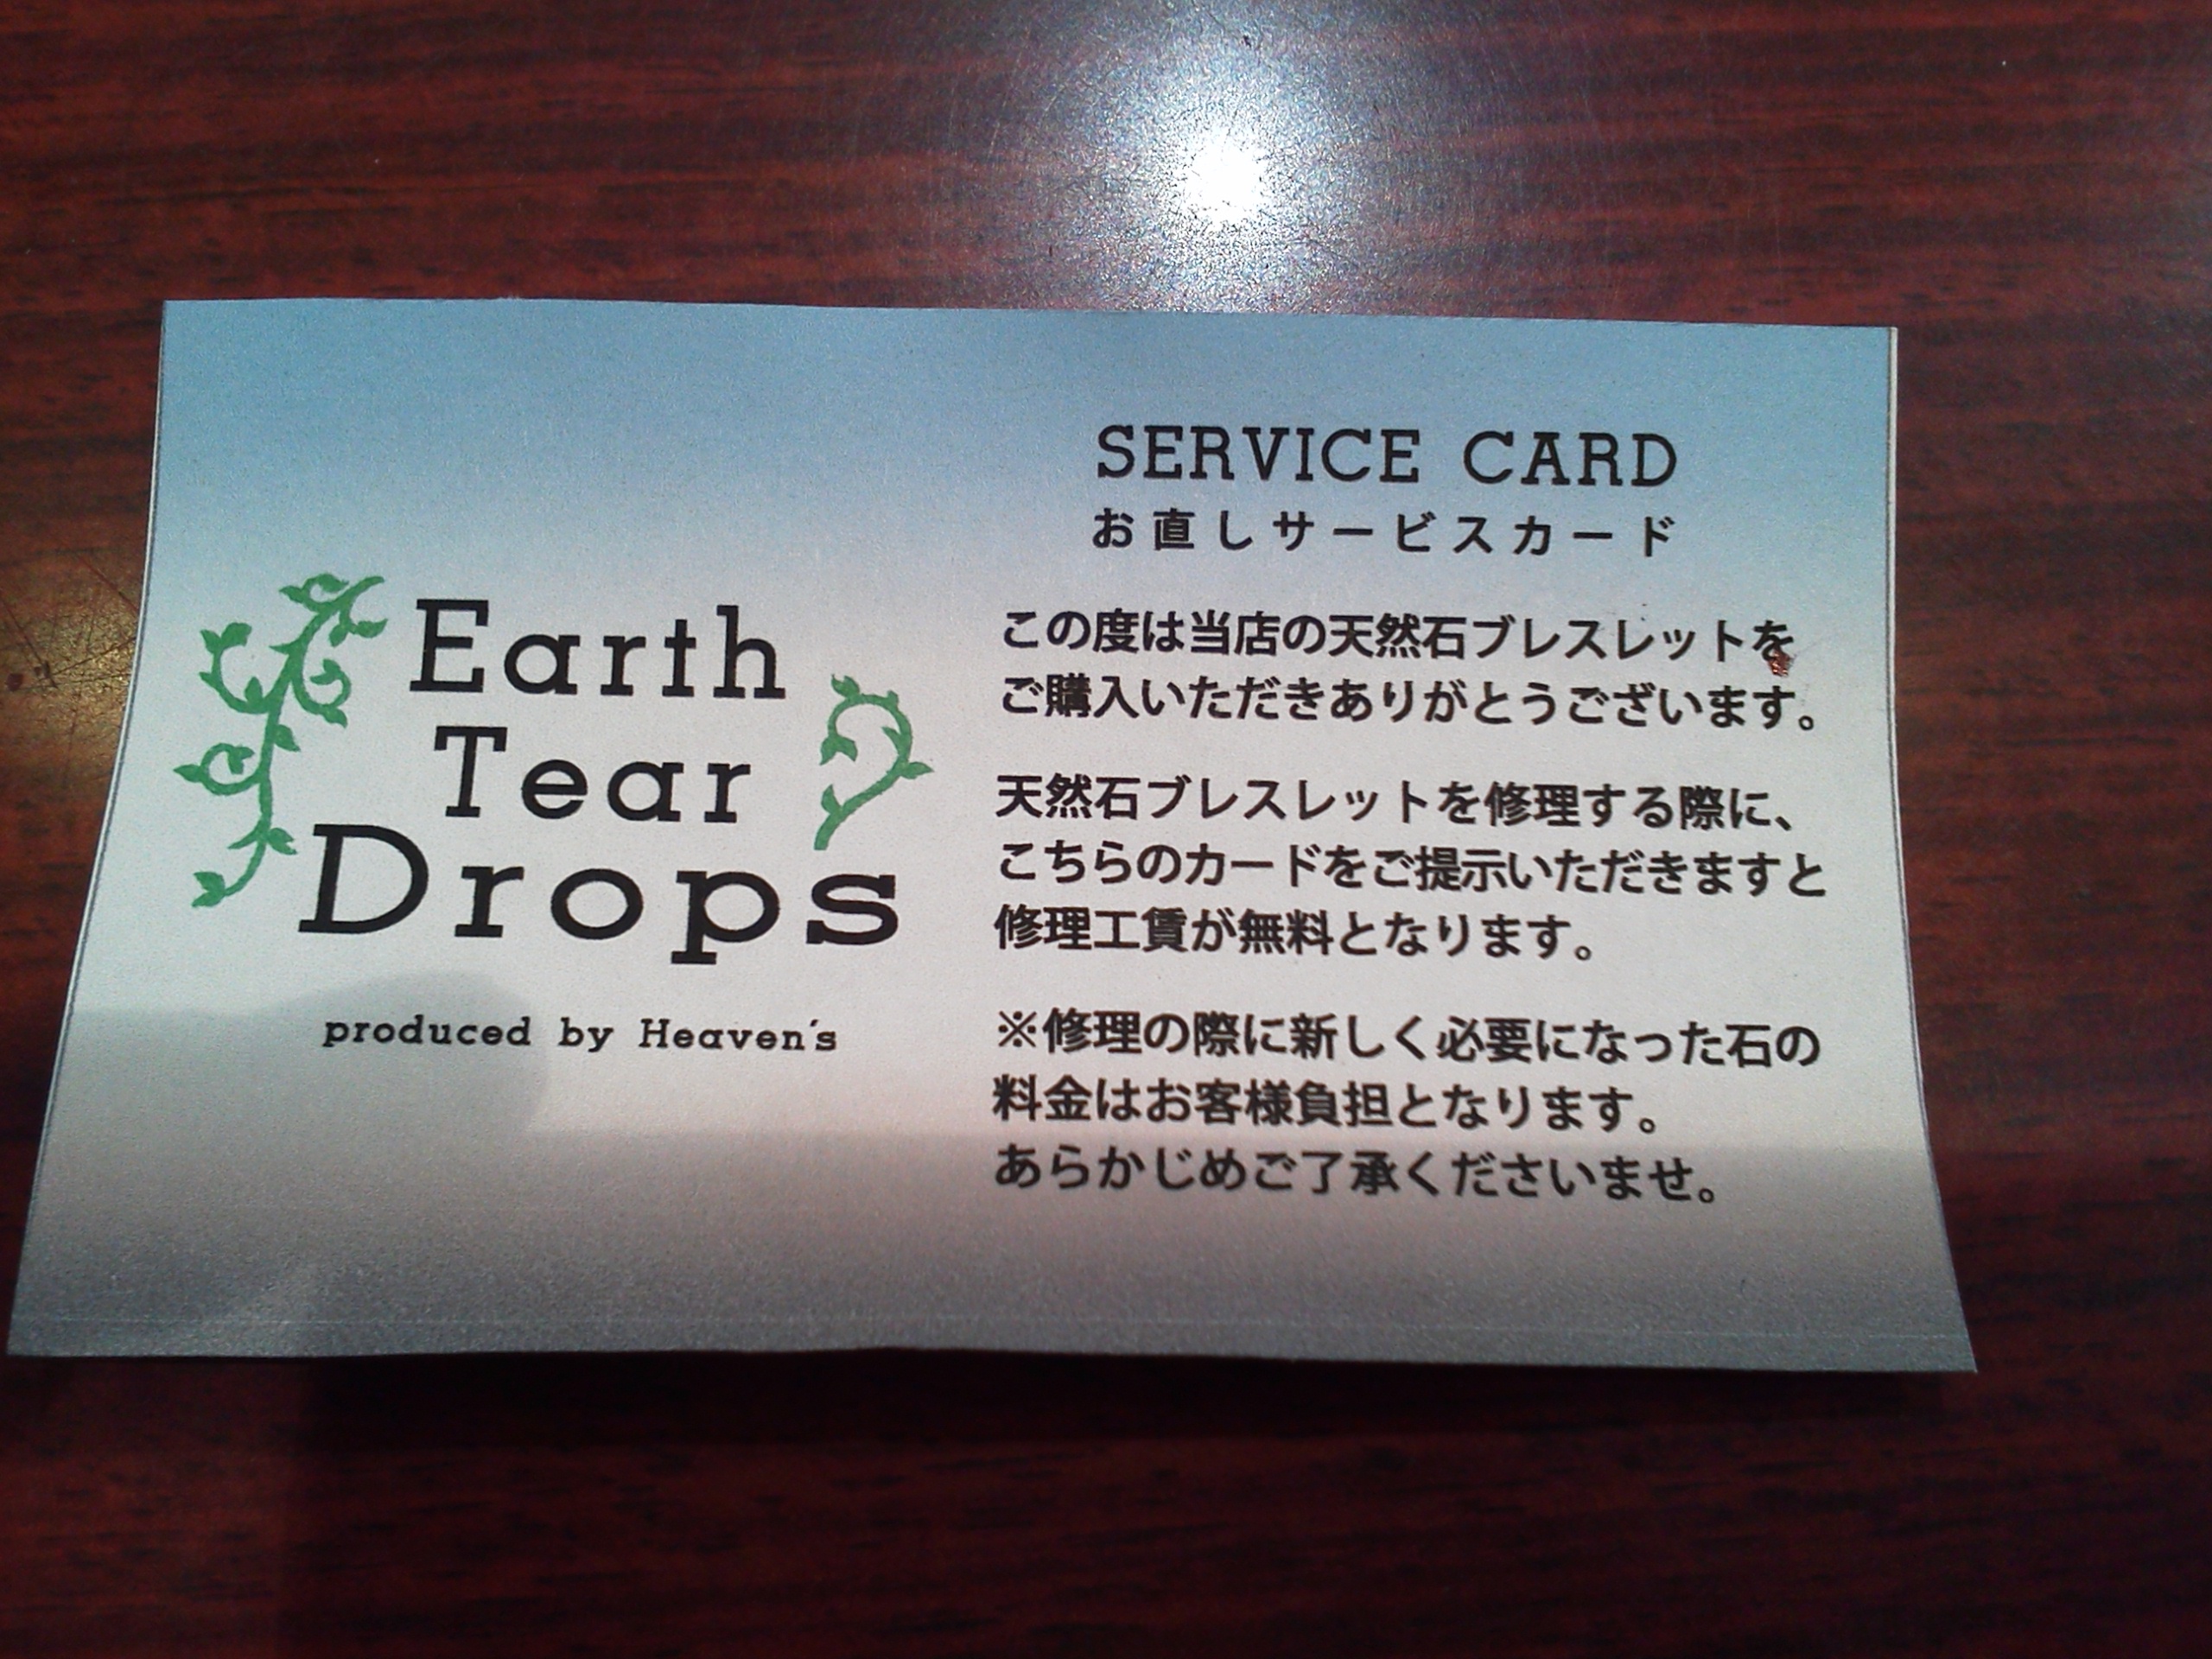 Earth
Tear
Drops
produced by Heaven's
SERVICE CARD
お直しサービスカード
この度は当店の天然石ブレスレットを
ご購入いただきありがとうございます。
天然石ブレスレットを修理する際に、
こちらのカードをご提示いただきますと
修理工賃が無料となります。
※修理の際に新しく必要になった石の
料金はお客様負担となります。
あらかじめご了承くださいませ。